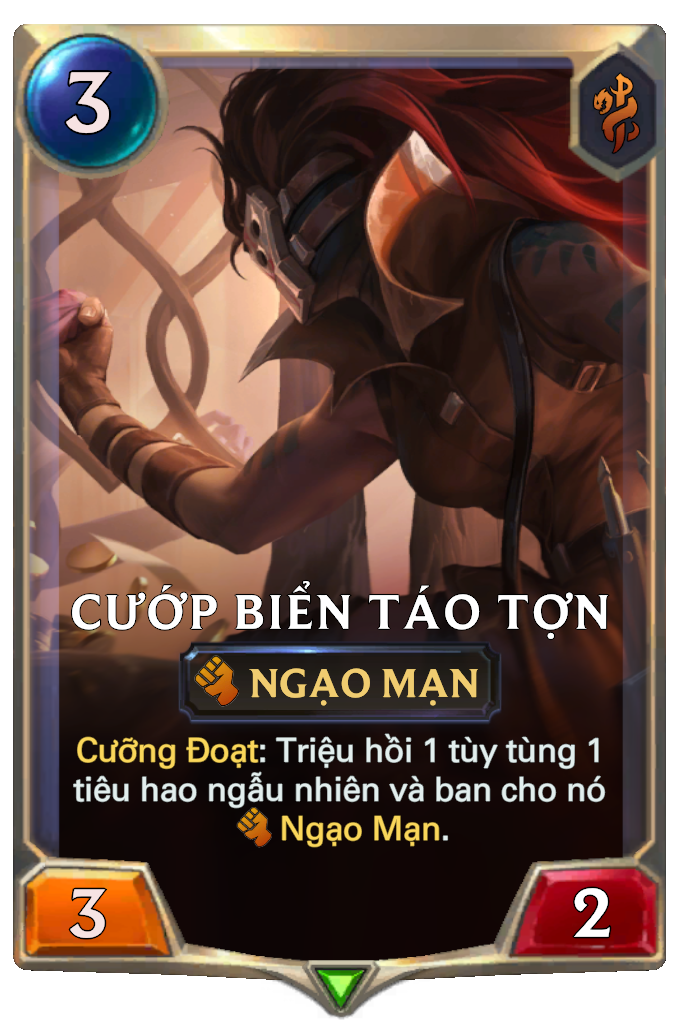 3
CƯỚP BIỂN TÁO TỢN
NGẠO MẠN
Cưỡng Đoạt: Triệu hồi 1 tùy tùng 1
tiêu hao ngẫu nhiên và ban cho nó
Ngạo Mạn.
3
2